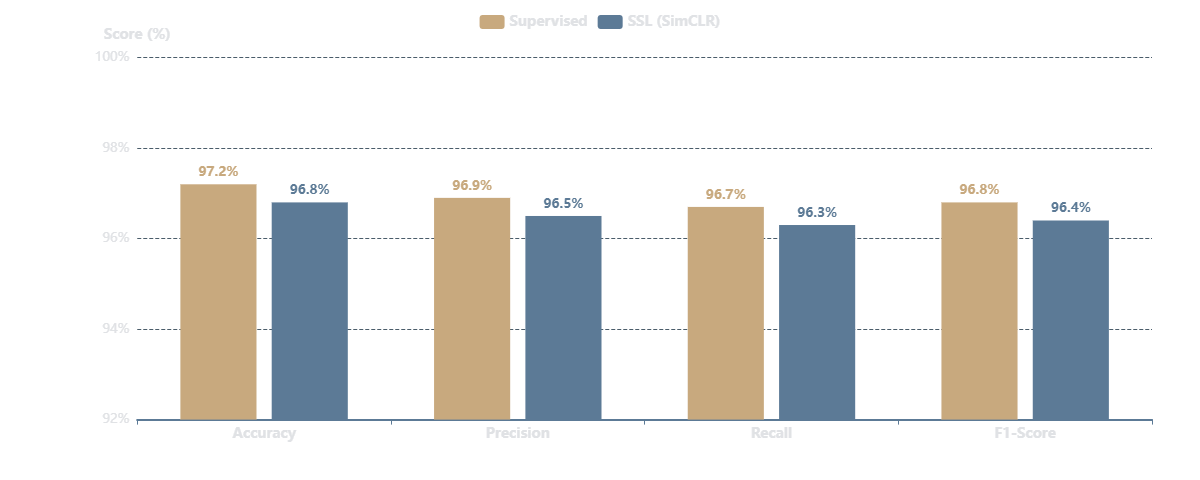 Supervised SSL (SimCLR)
Score (%)
100%
98%
97.2% 96.8% 96.9% 96.5% 96.7% 96.3% 96.8% 96.4%
96%
94%
92%
Accuracy Precision Recall F1-Score